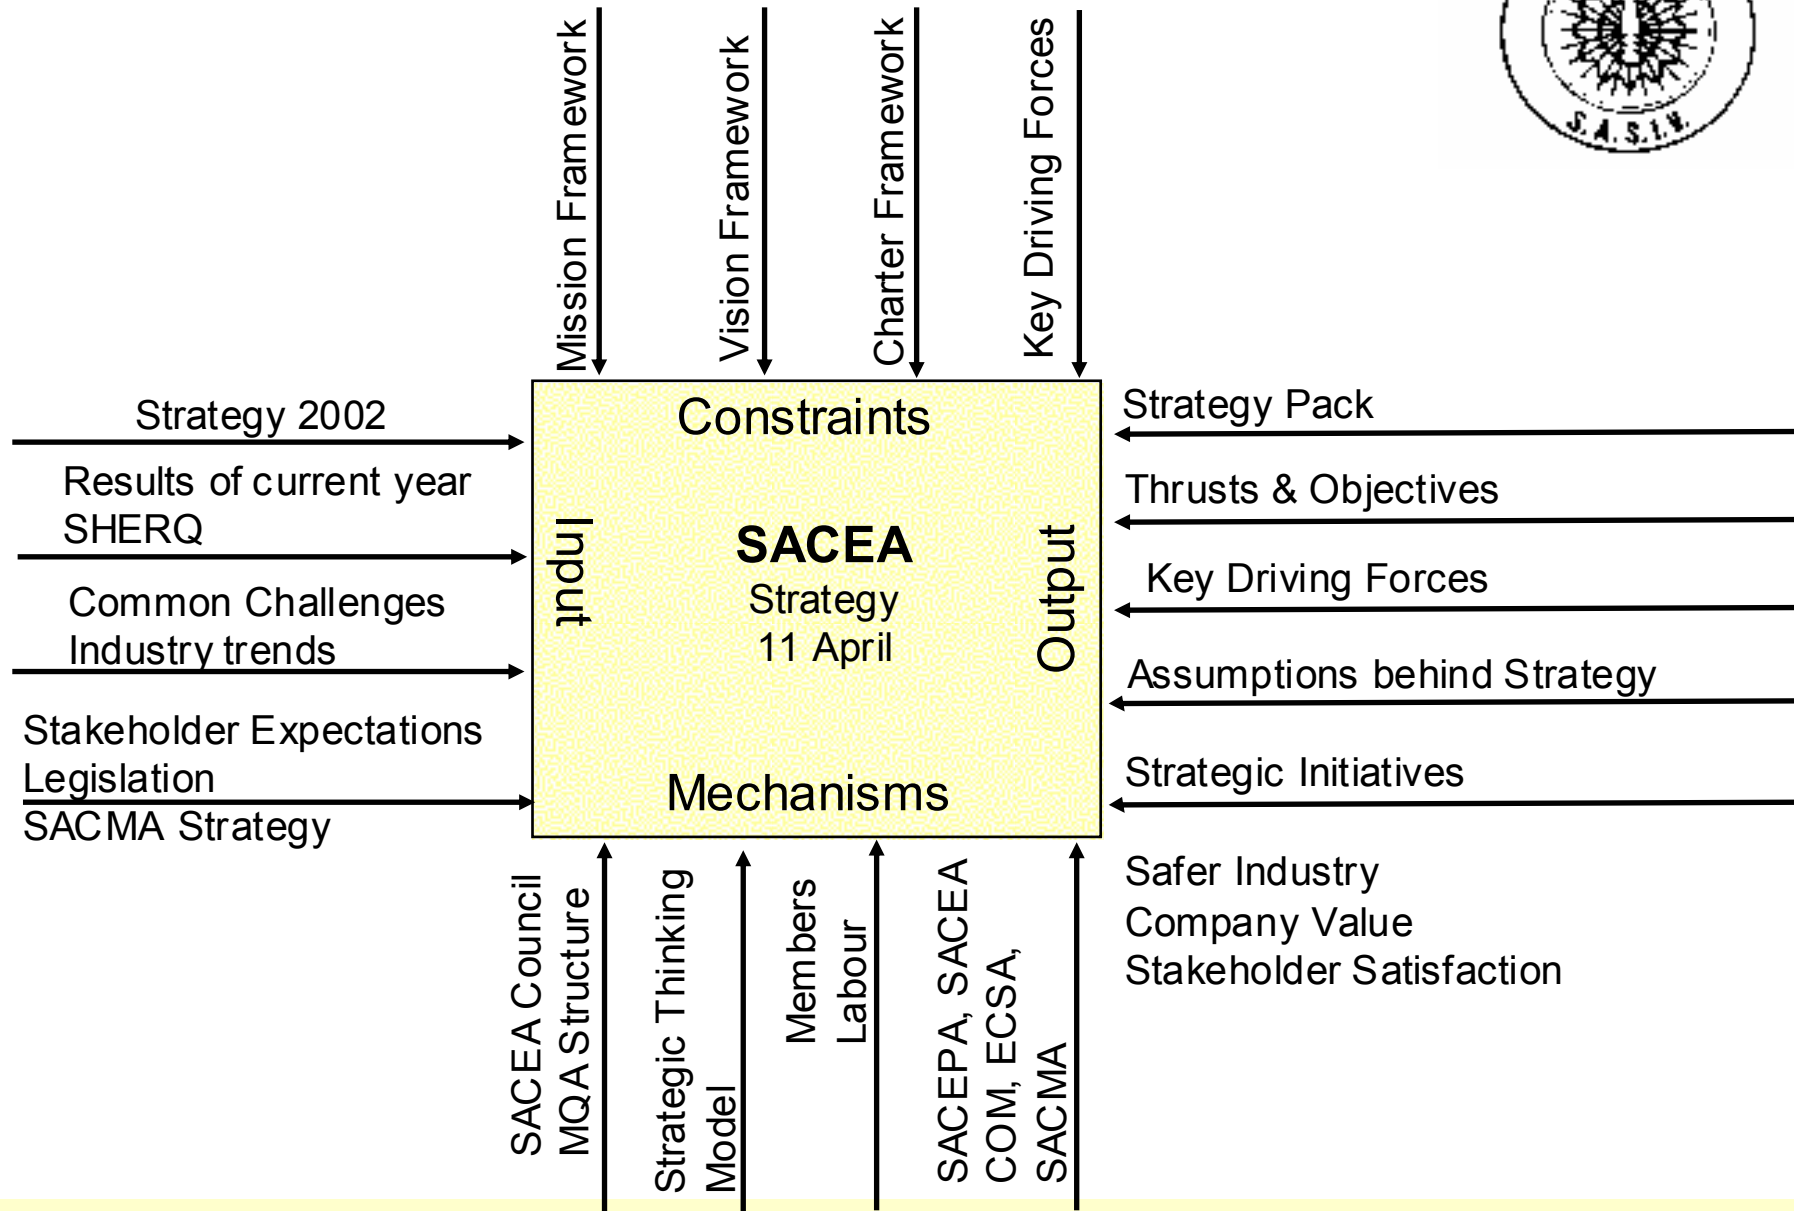 Mission Framework
Vision Framework
Charter Framework
Key Driving Forces
S.A.S.I.V.
Strategy 2002
Results of current year
SHERQ
Common Challenges
Industry trends
Stakeholder Expectations
Legislation
SACMA Strategy
Constraints
Input
SACEA
Strategy
11 April
Output
Mechanisms
Strategy Pack
Thrusts & Objectives
Key Driving Forces
Assumptions behind Strategy
Strategic Initiatives
Safer Industry
Company Value
Stakeholder Satisfaction
SACEA Council
MQA Structure
Strategic Thinking
Model
Members
Labour
SACEPA, SACEA
COM, ECSA,
SACMA